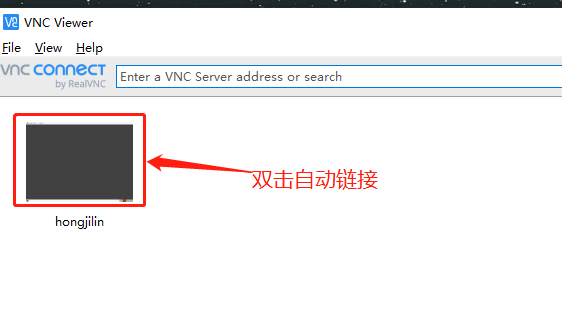 VNC Viewer
File View Help
vnc connect
by RealVNC
Enter a VNC Server address or search
双击自动链接
hongjilin